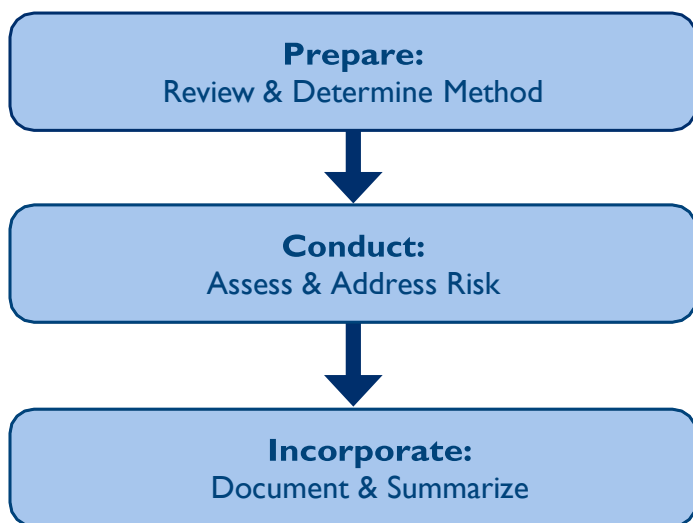 Prepare:
Review & Determine Method
Conduct:
Assess & Address Risk
Incorporate:
Document & Summarize